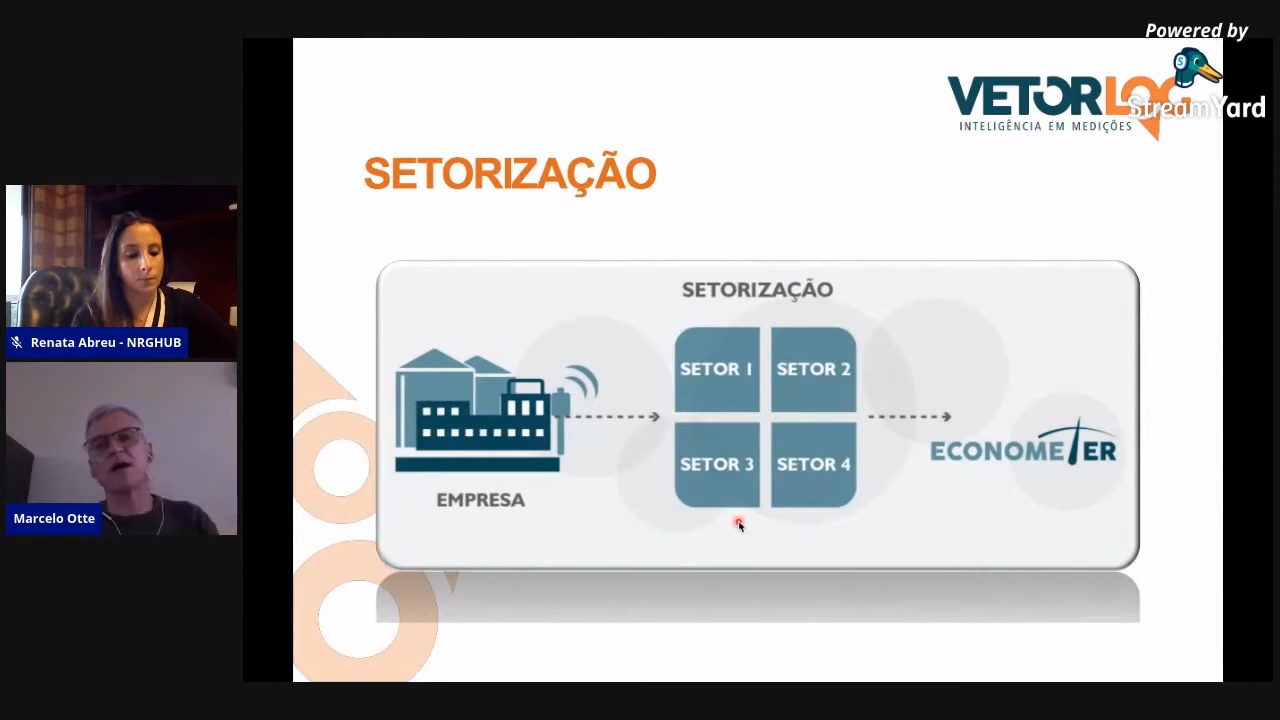 Powered by
StreamYard
VETORLOG
INTELIGÊNCIA EM MEDIÇÕES
SETORIZAÇÃO
SETORIZAÇÃO
SETOR 1
SETOR 2
SETOR 3
SETOR 4
EMPRESA
ECONOMETER
Renata Abreu - NRGHUB
Marcelo Otte